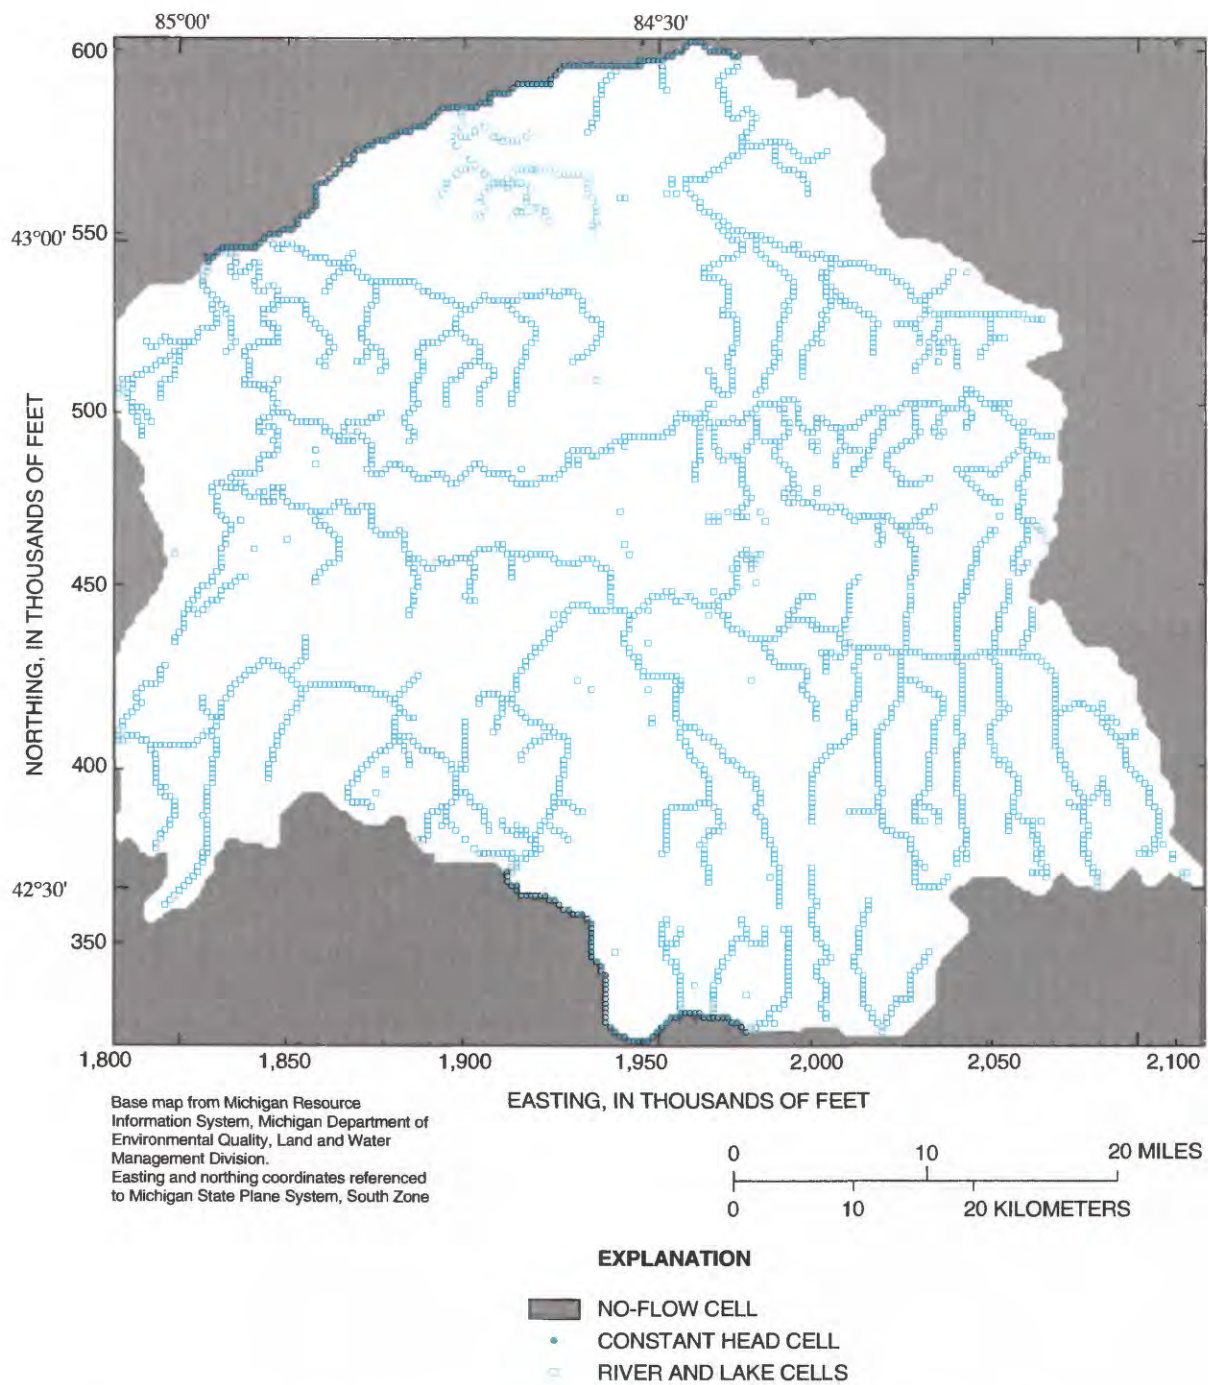 85°00'
84°30'
600
43°00'
550
500
450
400
42°30'
350
NORTHING, IN THOUSANDS OF FEET
1,800
1,850
1,900
1,950
2,000
2,050
2,100
EASTING, IN THOUSANDS OF FEET
Base map from Michigan Resource
Information System, Michigan Department of
Environmental Quality, Land and Water
Management Division.
Easting and northing coordinates referenced
to Michigan State Plane System, South Zone
0 10 20 MILES
0 10 20 KILOMETERS
EXPLANATION
NO-FLOW CELL
CONSTANT HEAD CELL
RIVER AND LAKE CELLS